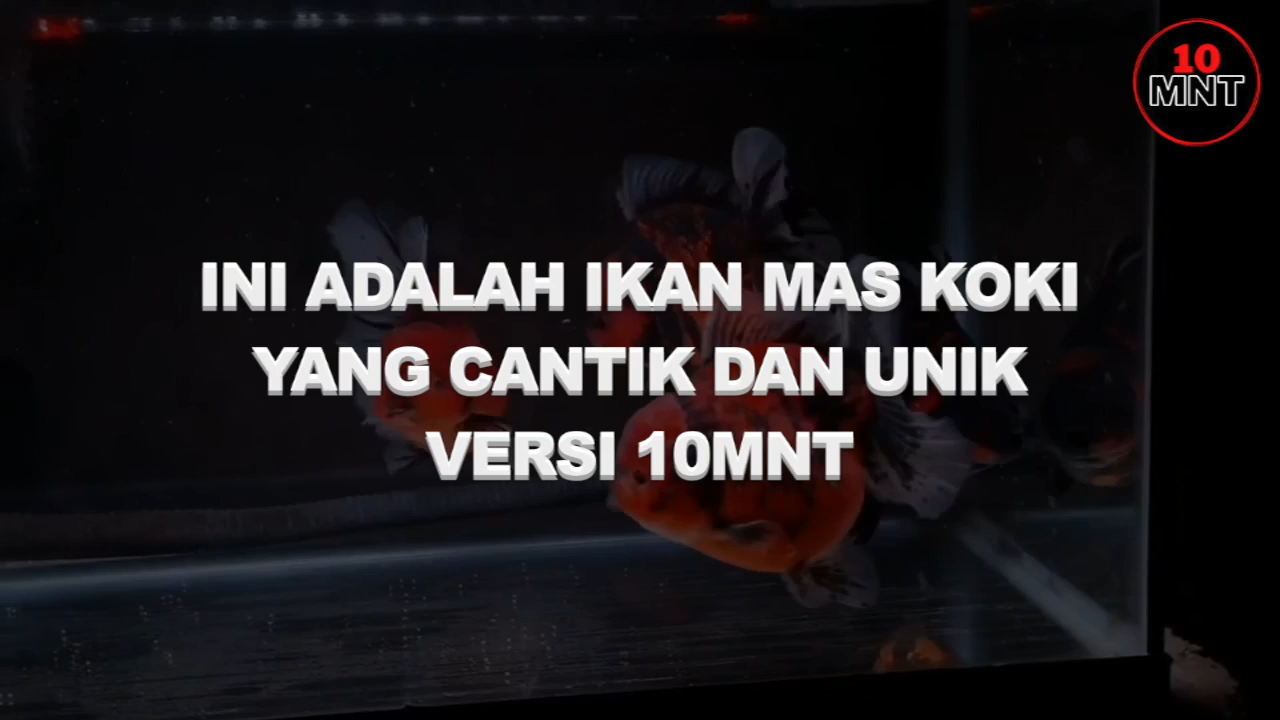 10
MNT
INI ADALAH IKAN MAS KOKI
YANG CANTIK DAN UNIK
VERSI 10MNT